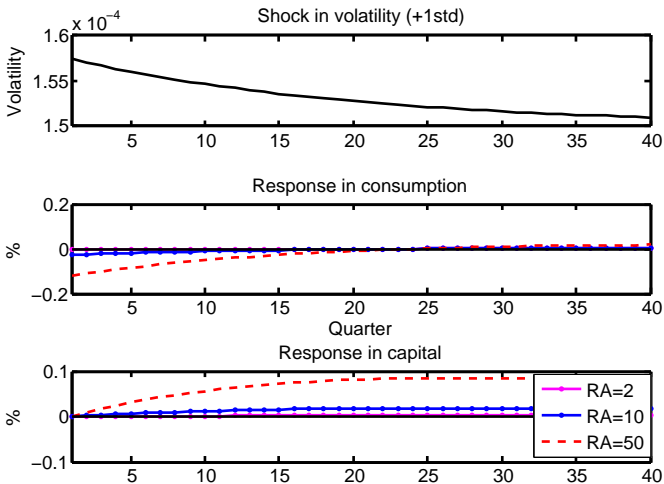 Shock in volatility (+1std)
x 10^−4
1.6
1.55
1.5
Volatility
5 10 15 20 25 30 35 40
Response in consumption
0.2
0
−0.2
%
5 10 15 20 25 30 35 40
Quarter
Response in capital
0.1
0
−0.1
%
5 10 15 20 25 30 35 40
RA=2
RA=10
RA=50